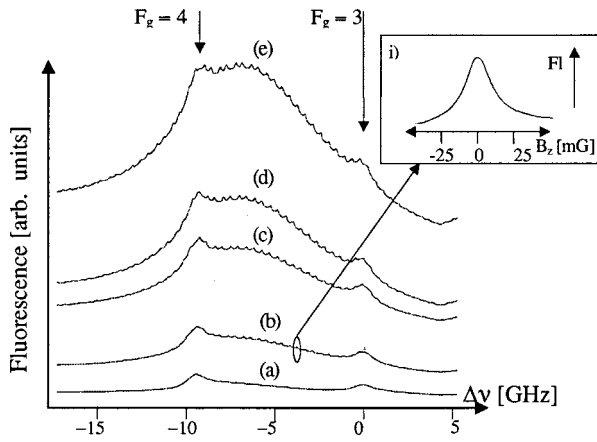 F_g = 4
F_g = 3
(e)
i)
Fl
-25
0
25
B_z [mG]
(d)
(c)
(b)
(a)
Fluorescence [arb. units]
−15
−10
−5
0
5
Δν [GHz]